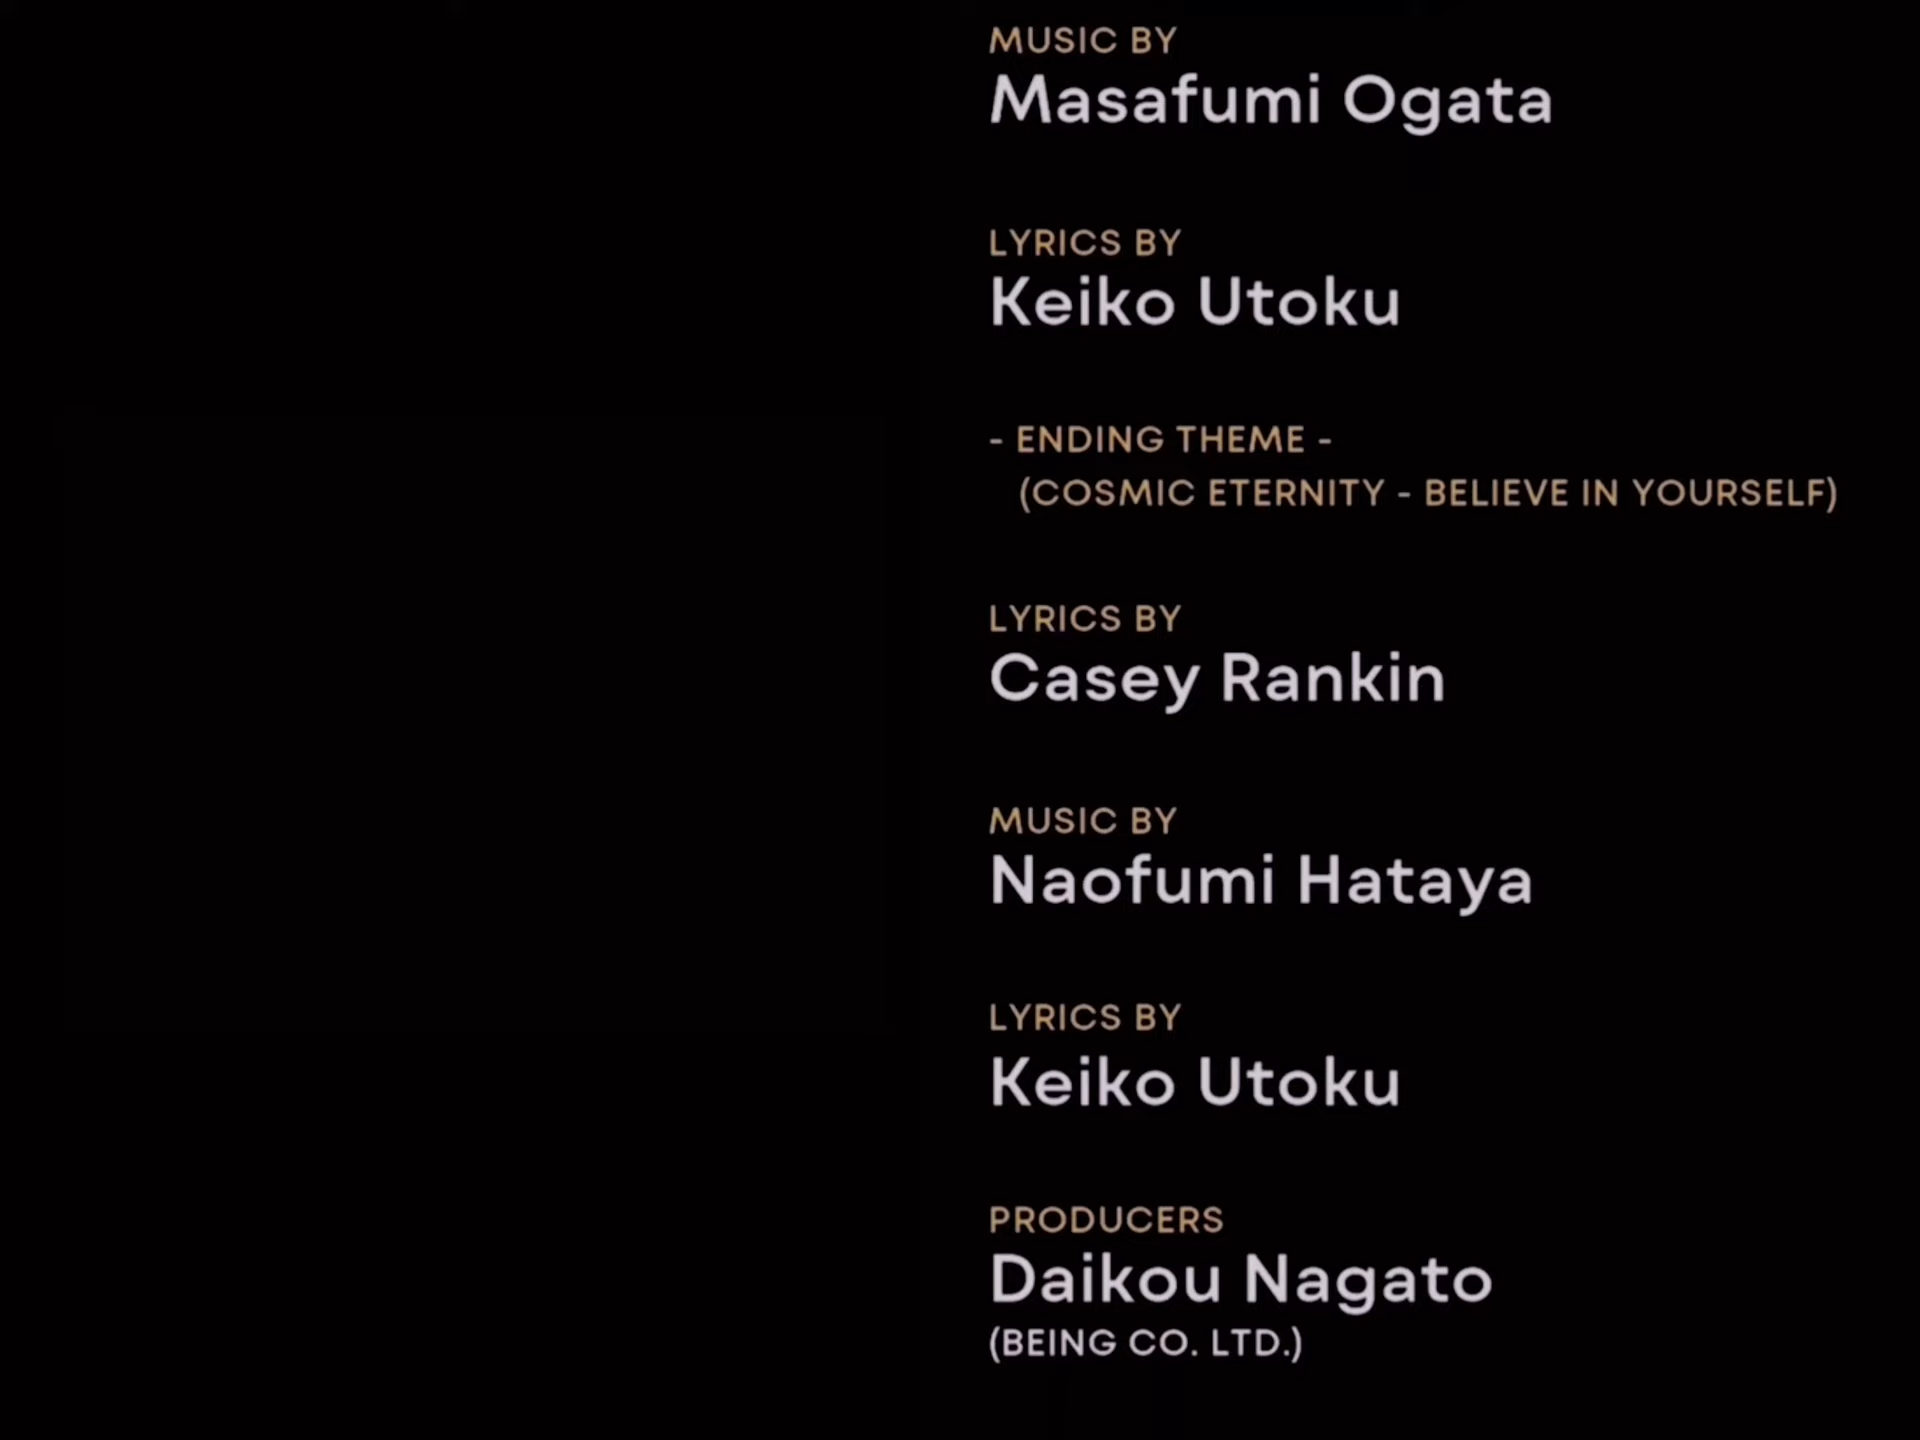 MUSIC BY
Masafumi Ogata
LYRICS BY
Keiko Utoku
- ENDING THEME -
(COSMIC ETERNITY - BELIEVE IN YOURSELF)
LYRICS BY
Casey Rankin
MUSIC BY
Naofumi Hataya
LYRICS BY
Keiko Utoku
PRODUCERS
Daikou Nagato
(BEING CO. LTD.)